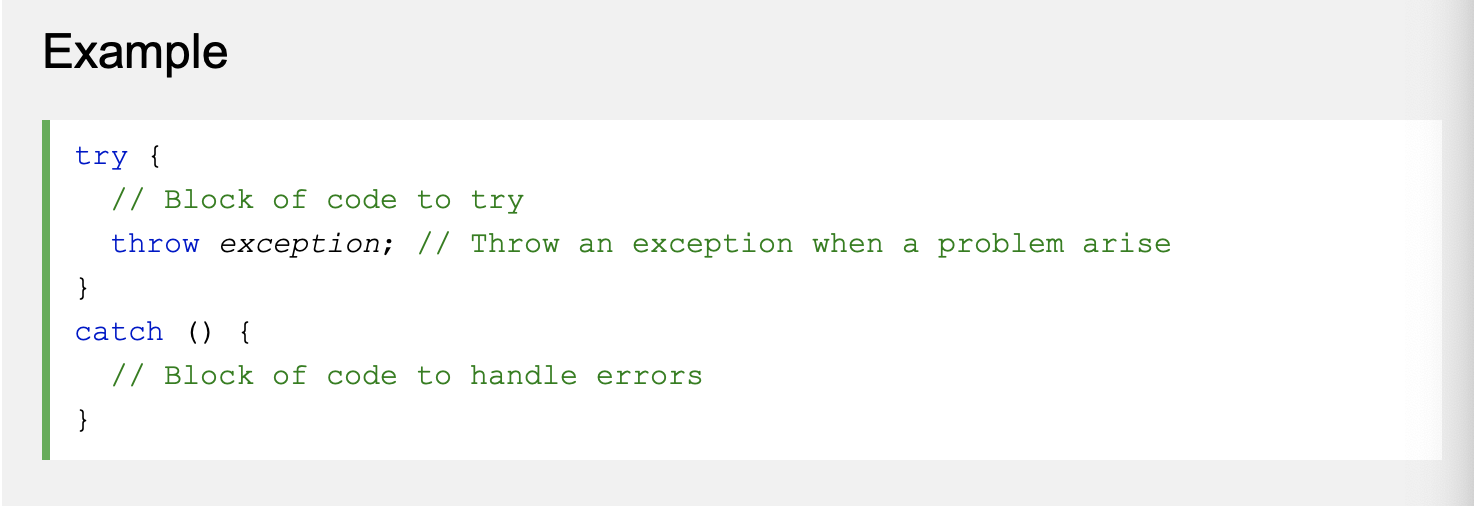 Example
try {
// Block of code to try
throw exception; // Throw an exception when a problem arise
}
catch () {
// Block of code to handle errors
}